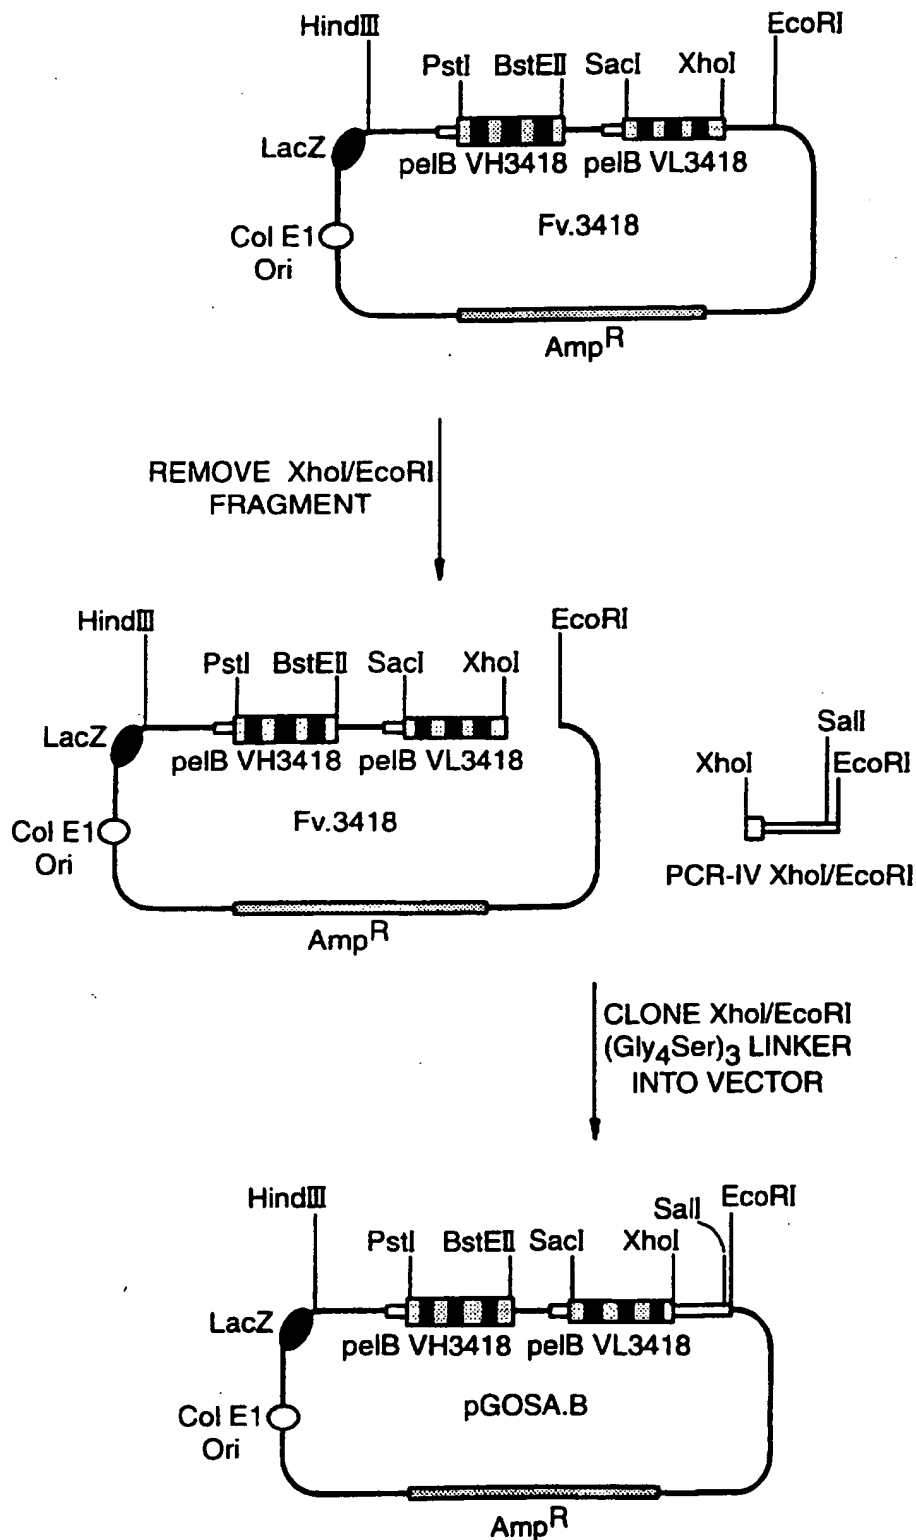 HindIII
EcoRI
PstI BstEII SacI XhoI
LacZ
pelB VH3418 pelB VL3418
Col E1
Ori
Fv.3418
Amp^R
REMOVE XhoI/EcoRI
FRAGMENT
HindIII
EcoRI
PstI BstEII SacI XhoI
LacZ
pelB VH3418 pelB VL3418
Col E1
Ori
Fv.3418
Amp^R
SalI
XhoI
EcoRI
PCR-IV XhoI/EcoRI
CLONE XhoI/EcoRI
(Gly4Ser)3 LINKER
INTO VECTOR
HindIII
SalI
EcoRI
PstI BstEII SacI XhoI
LacZ
pelB VH3418 pelB VL3418
Col E1
Ori
pGOSA.B
Amp^R